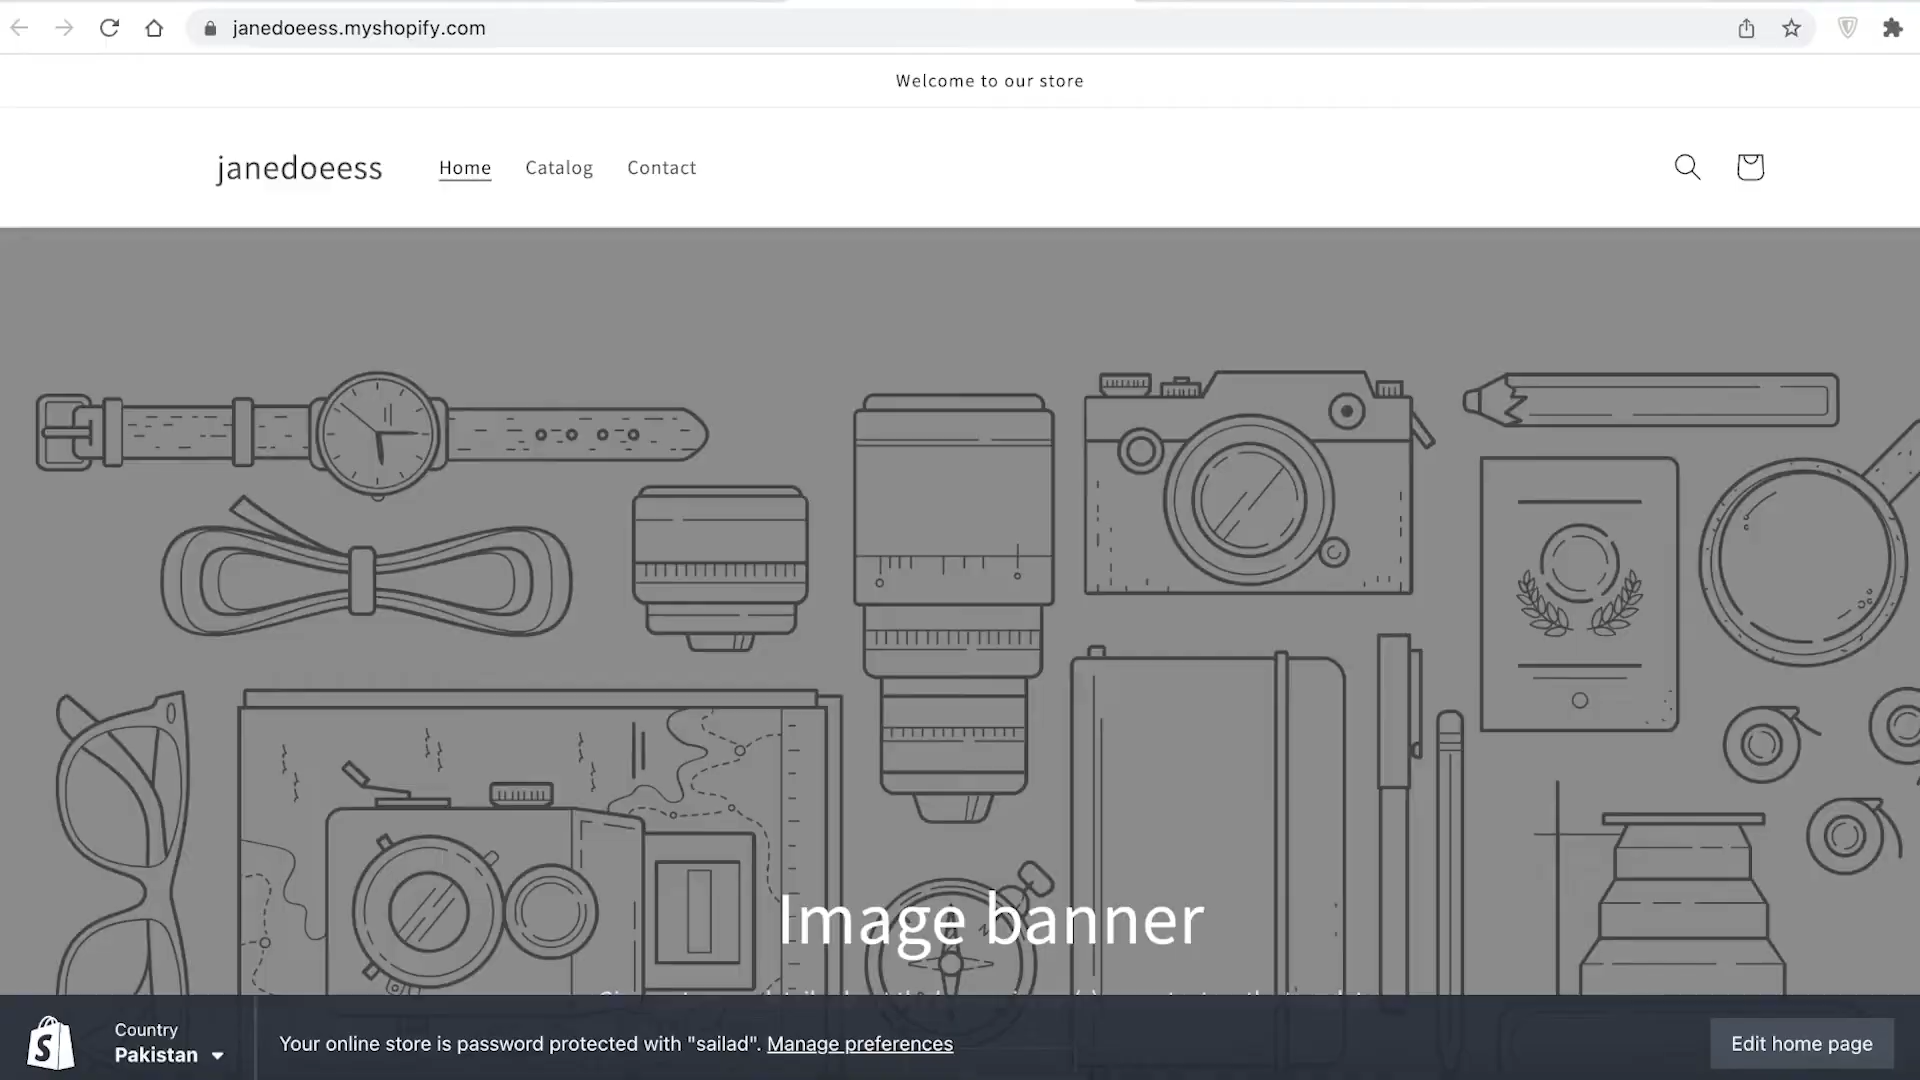 janedoeess.myshopify.com
Welcome to our store
janedoeess
Home Catalog Contact
Image banner
Country
Pakistan
Your online store is password protected with "sailad". Manage preferences
Edit home page